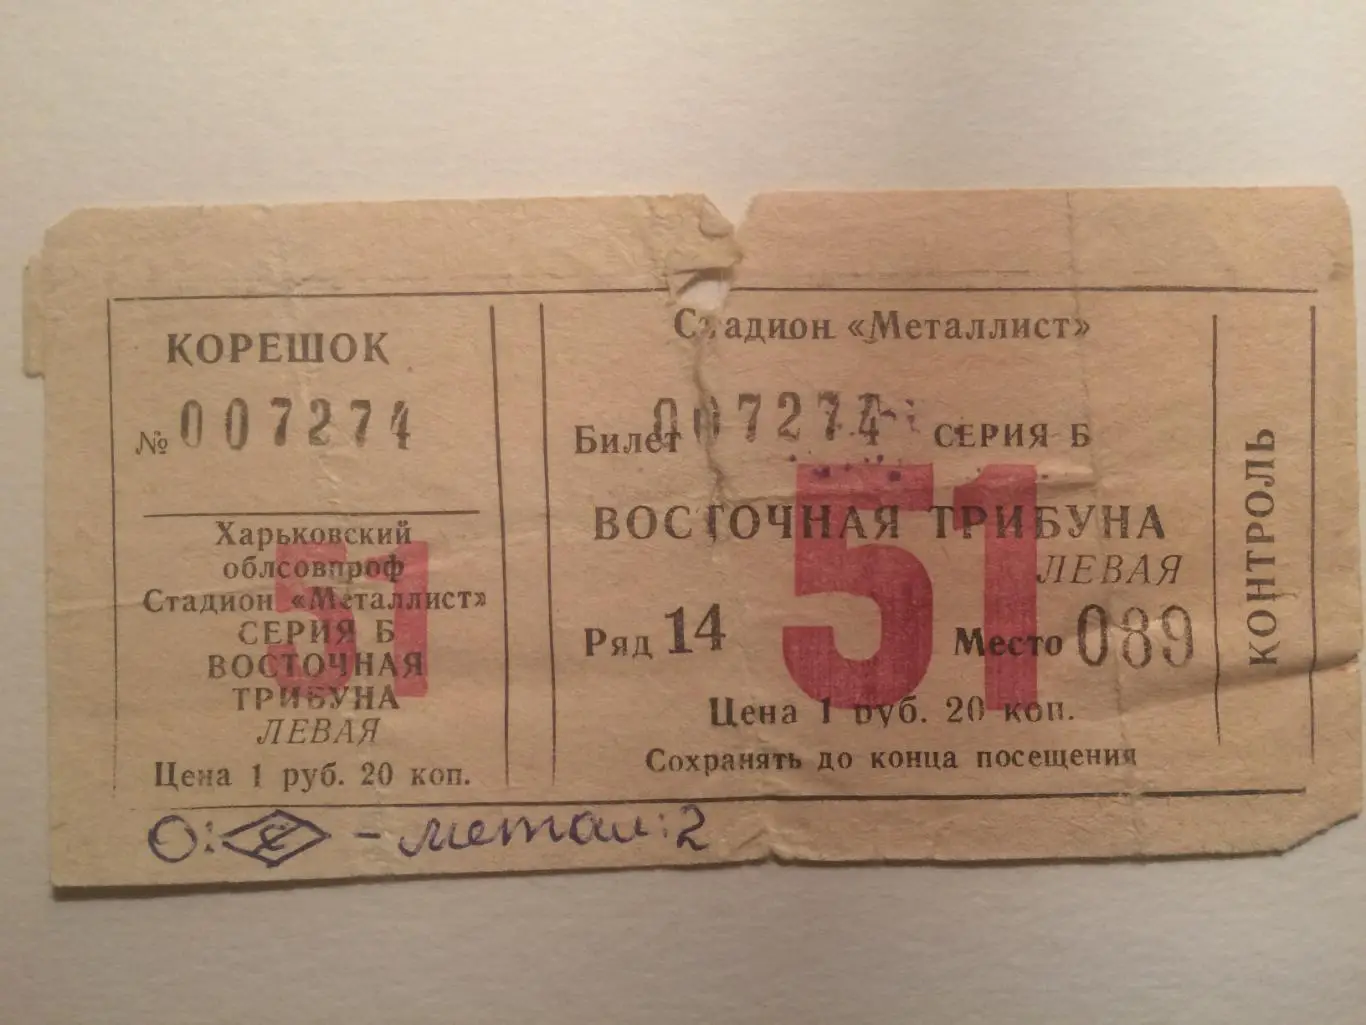 КОРЕШОК
№ 007274
Харьковский
облсовпроф
Стадион «Металлист»
СЕРИЯ Б
ВОСТОЧНАЯ
ТРИБУНА
ЛЕВАЯ
Цена 1 руб. 20 коп.
51
Стадион «Металлист»
Билет 007274 СЕРИЯ Б
ВОСТОЧНАЯ ТРИБУНА
ЛЕВАЯ
Ряд 14 Место 089
Цена 1 руб. 20 коп.
Сохранять до конца посещения
51
КОНТРОЛЬ
0: С - метал: 2